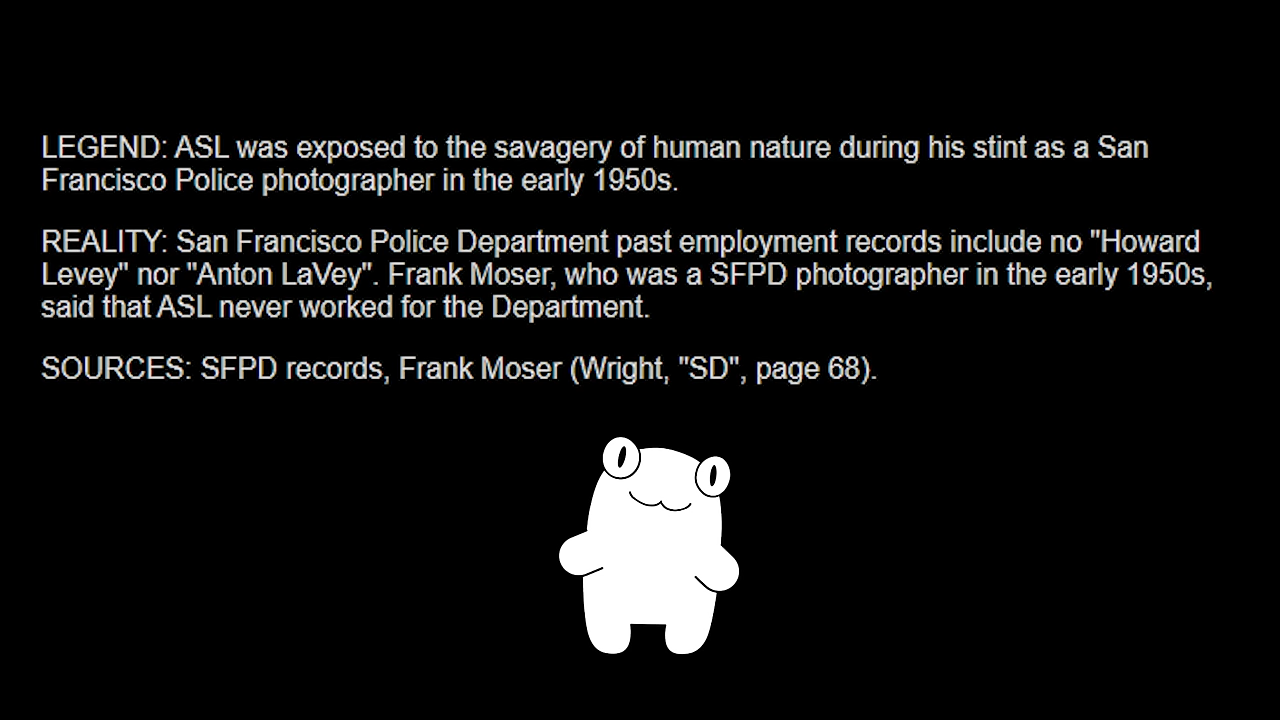 LEGEND: ASL was exposed to the savagery of human nature during his stint as a San
Francisco Police photographer in the early 1950s.
REALITY: San Francisco Police Department past employment records include no "Howard
Levey" nor "Anton LaVey". Frank Moser, who was a SFPD photographer in the early 1950s,
said that ASL never worked for the Department.
SOURCES: SFPD records, Frank Moser (Wright, "SD", page 68).